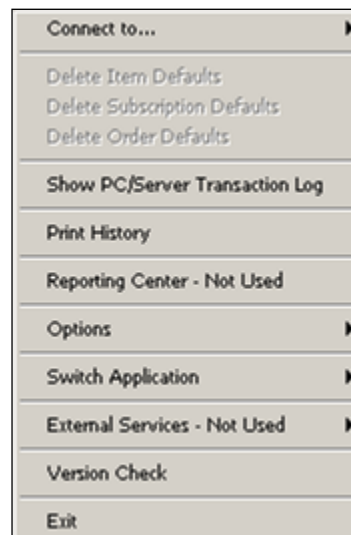 Connect to...
Delete Item Defaults
Delete Subscription Defaults
Delete Order Defaults
Show PC/Server Transaction Log
Print History
Reporting Center - Not Used
Options
Switch Application
External Services - Not Used
Version Check
Exit